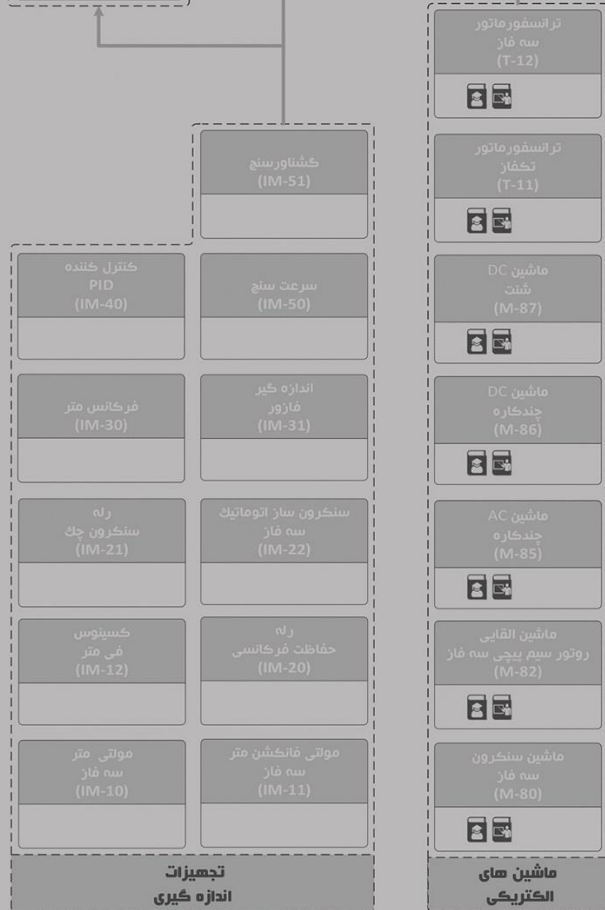 گشتاورسنج
(IM-51)
کنترل کننده
PID
(IM-40)
سرعت سنج
(IM-50)
فرکانس متر
(IM-30)
اندازه گیر
فازور
(IM-31)
رله
سنکرون چک
(IM-21)
سنکرون ساز اتوماتیک
سه فاز
(IM-22)
کسینوس
فی متر
(IM-12)
رله
حفاظت فرکانسی
(IM-20)
مولتی متر
سه فاز
(IM-10)
مولتی فانکشن متر
سه فاز
(IM-11)
تجهیزات
اندازه گیری
ترانسفورماتور
سه فاز
(T-12)
ترانسفورماتور
تکفاز
(T-11)
ماشین DC
شنت
(M-87)
ماشین DC
چندکاره
(M-86)
ماشین AC
چندکاره
(M-85)
ماشین القایی
روتور سیم پیچی سه فاز
(M-82)
ماشین سنکرون
سه فاز
(M-80)
ماشین های
الکتریکی